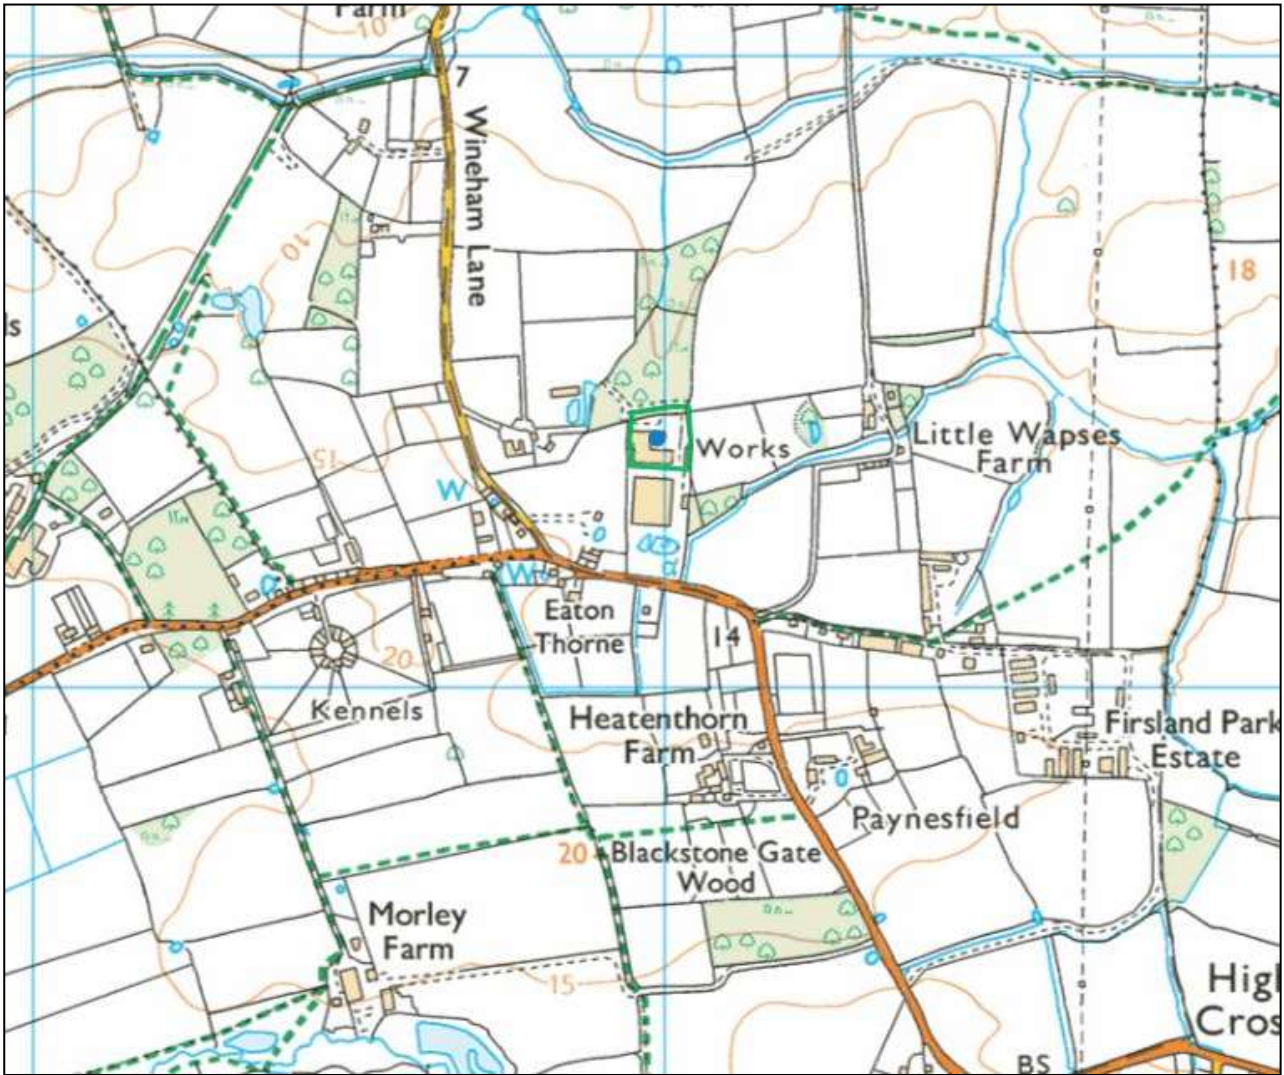 Farm
10
7
Wineham Lane
10
18
ls
Works
Little Wapses
Farm
15
W
W
Eaton
Thorne
14
20
Kennels
Heatenthorn
Farm
Firsland Park
Estate
Paynesfield
20
Blackstone Gate
Wood
Morley
Farm
15
High
Cros
BS